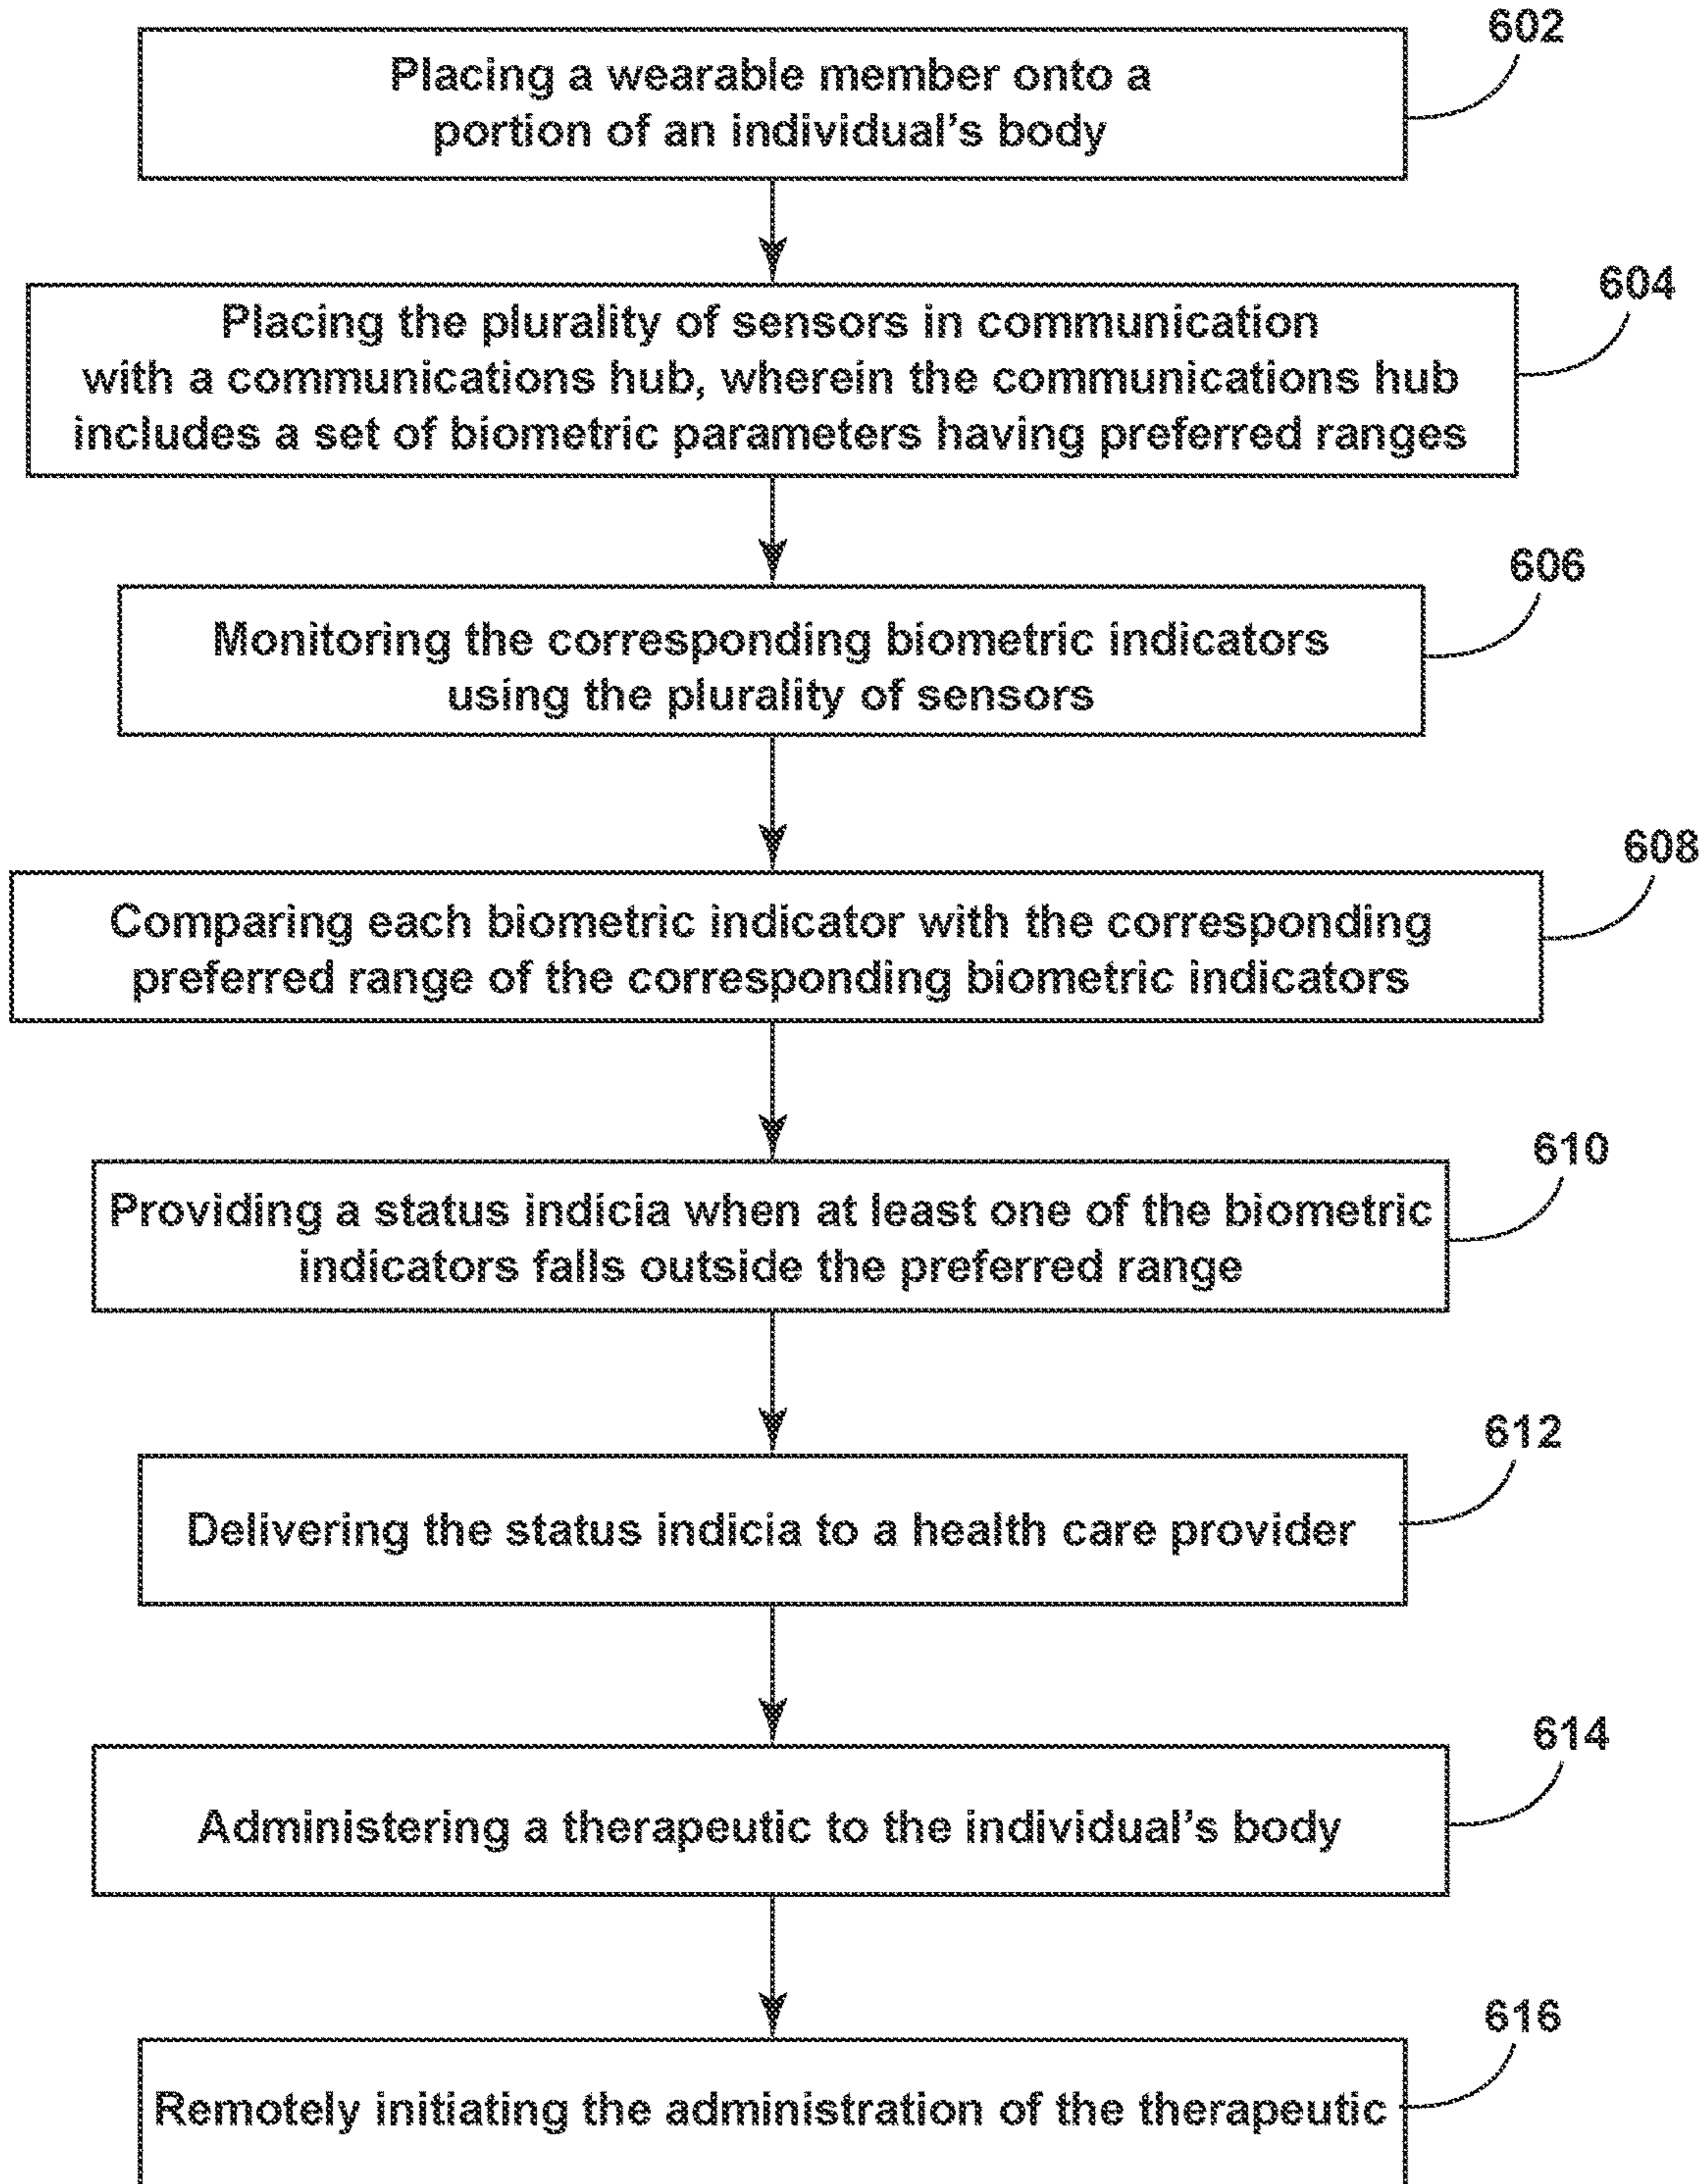 602
Placing a wearable member onto a
portion of an individual's body
604
Placing the plurality of sensors in communication
with a communications hub, wherein the communications hub
includes a set of biometric parameters having preferred ranges
606
Monitoring the corresponding biometric indicators
using the plurality of sensors
608
Comparing each biometric indicator with the corresponding
preferred range of the corresponding biometric indicators
610
Providing a status indicia when at least one of the biometric
indicators falls outside the preferred range
612
Delivering the status indicia to a health care provider
614
Administering a therapeutic to the individual's body
616
Remotely initiating the administration of the therapeutic